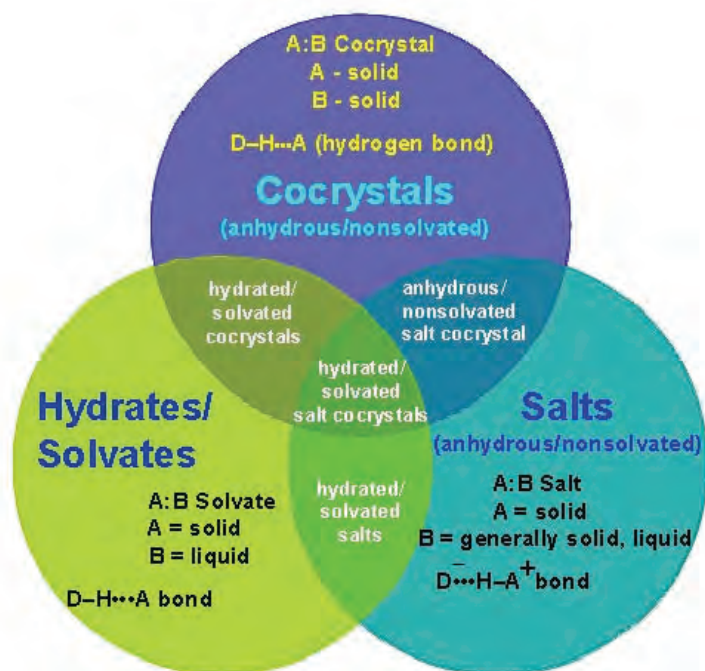 A:B Cocrystal
A - solid
B - solid
D–H···A (hydrogen bond)
Cocrystals
(anhydrous/nonsolvated)
hydrated/
solvated
cocrystals
anhydrous/
nonsolvated
salt cocrystal
hydrated/
solvated
salt cocrystals
Hydrates/
Solvates
A:B Solvate
A = solid
B = liquid
D–H···A bond
hydrated/
solvated
salts
Salts
(anhydrous/nonsolvated)
A:B Salt
A = solid
B = generally solid, liquid
D⁻···H–A⁺ bond